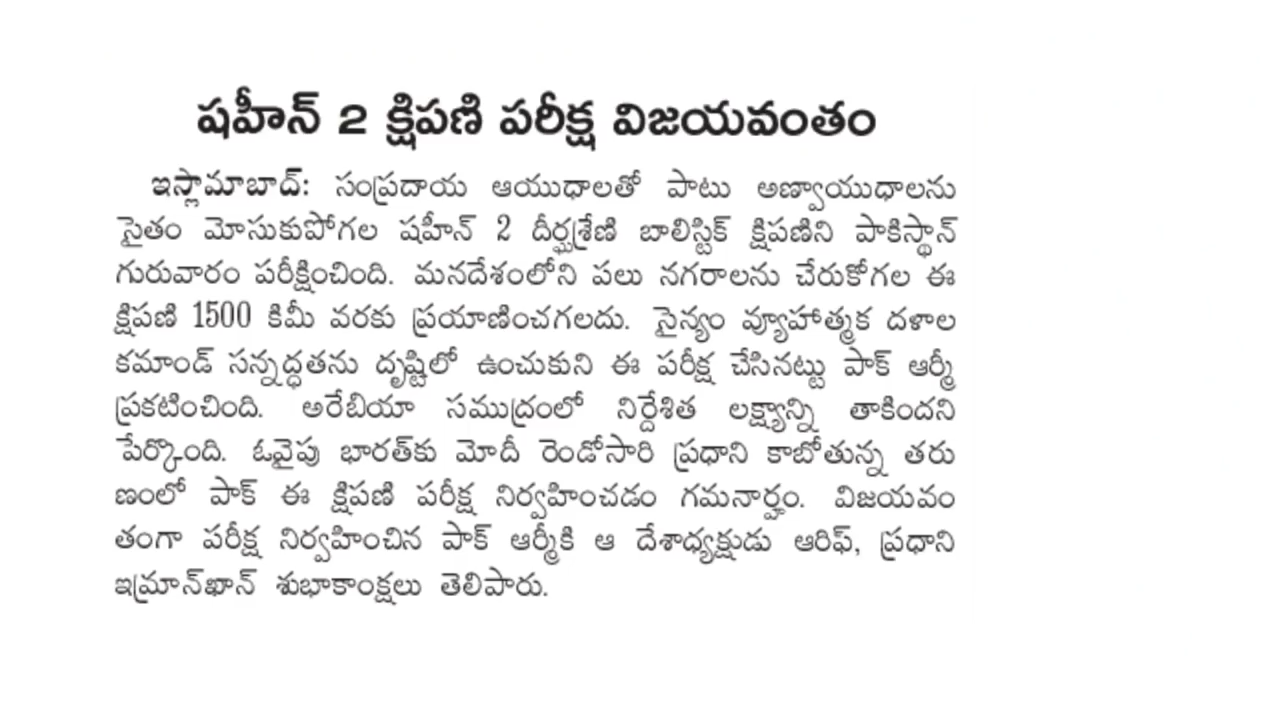 షహీన్ 2 క్షిపణి పరీక్ష విజయవంతం
ఇస్లామాబాద్: సంప్రదాయ ఆయుధాలతో పాటు అణ్వాయుధాలను
సైతం మోసుకుపోగల షహీన్ 2 దీర్ఘశ్రేణి బాలిస్టిక్ క్షిపణిని పాకిస్థాన్
గురువారం పరీక్షించింది. మనదేశంలోని పలు నగరాలను చేరుకోగల ఈ
క్షిపణి 1500 కిమీ వరకు ప్రయాణించగలదు. సైన్యం వ్యూహాత్మక దళాల
కమాండ్ సన్నద్ధతను దృష్టిలో ఉంచుకుని ఈ పరీక్ష చేసినట్టు పాక్ ఆర్మీ
ప్రకటించింది. అరేబియా సముద్రంలో నిర్దేశిత లక్ష్యాన్ని తాకిందని
పేర్కొంది. ఓవైపు భారత్‌కు మోదీ రెండోసారి ప్రధాని కాబోతున్న తరు
ణంలో పాక్ ఈ క్షిపణి పరీక్ష నిర్వహించడం గమనార్హం. విజయవం
తంగా పరీక్ష నిర్వహించిన పాక్ ఆర్మీకి ఆ దేశాధ్యక్షుడు ఆరిఫ్, ప్రధాని
ఇమ్రాన్‌ఖాన్ శుభాకాంక్షలు తెలిపారు.